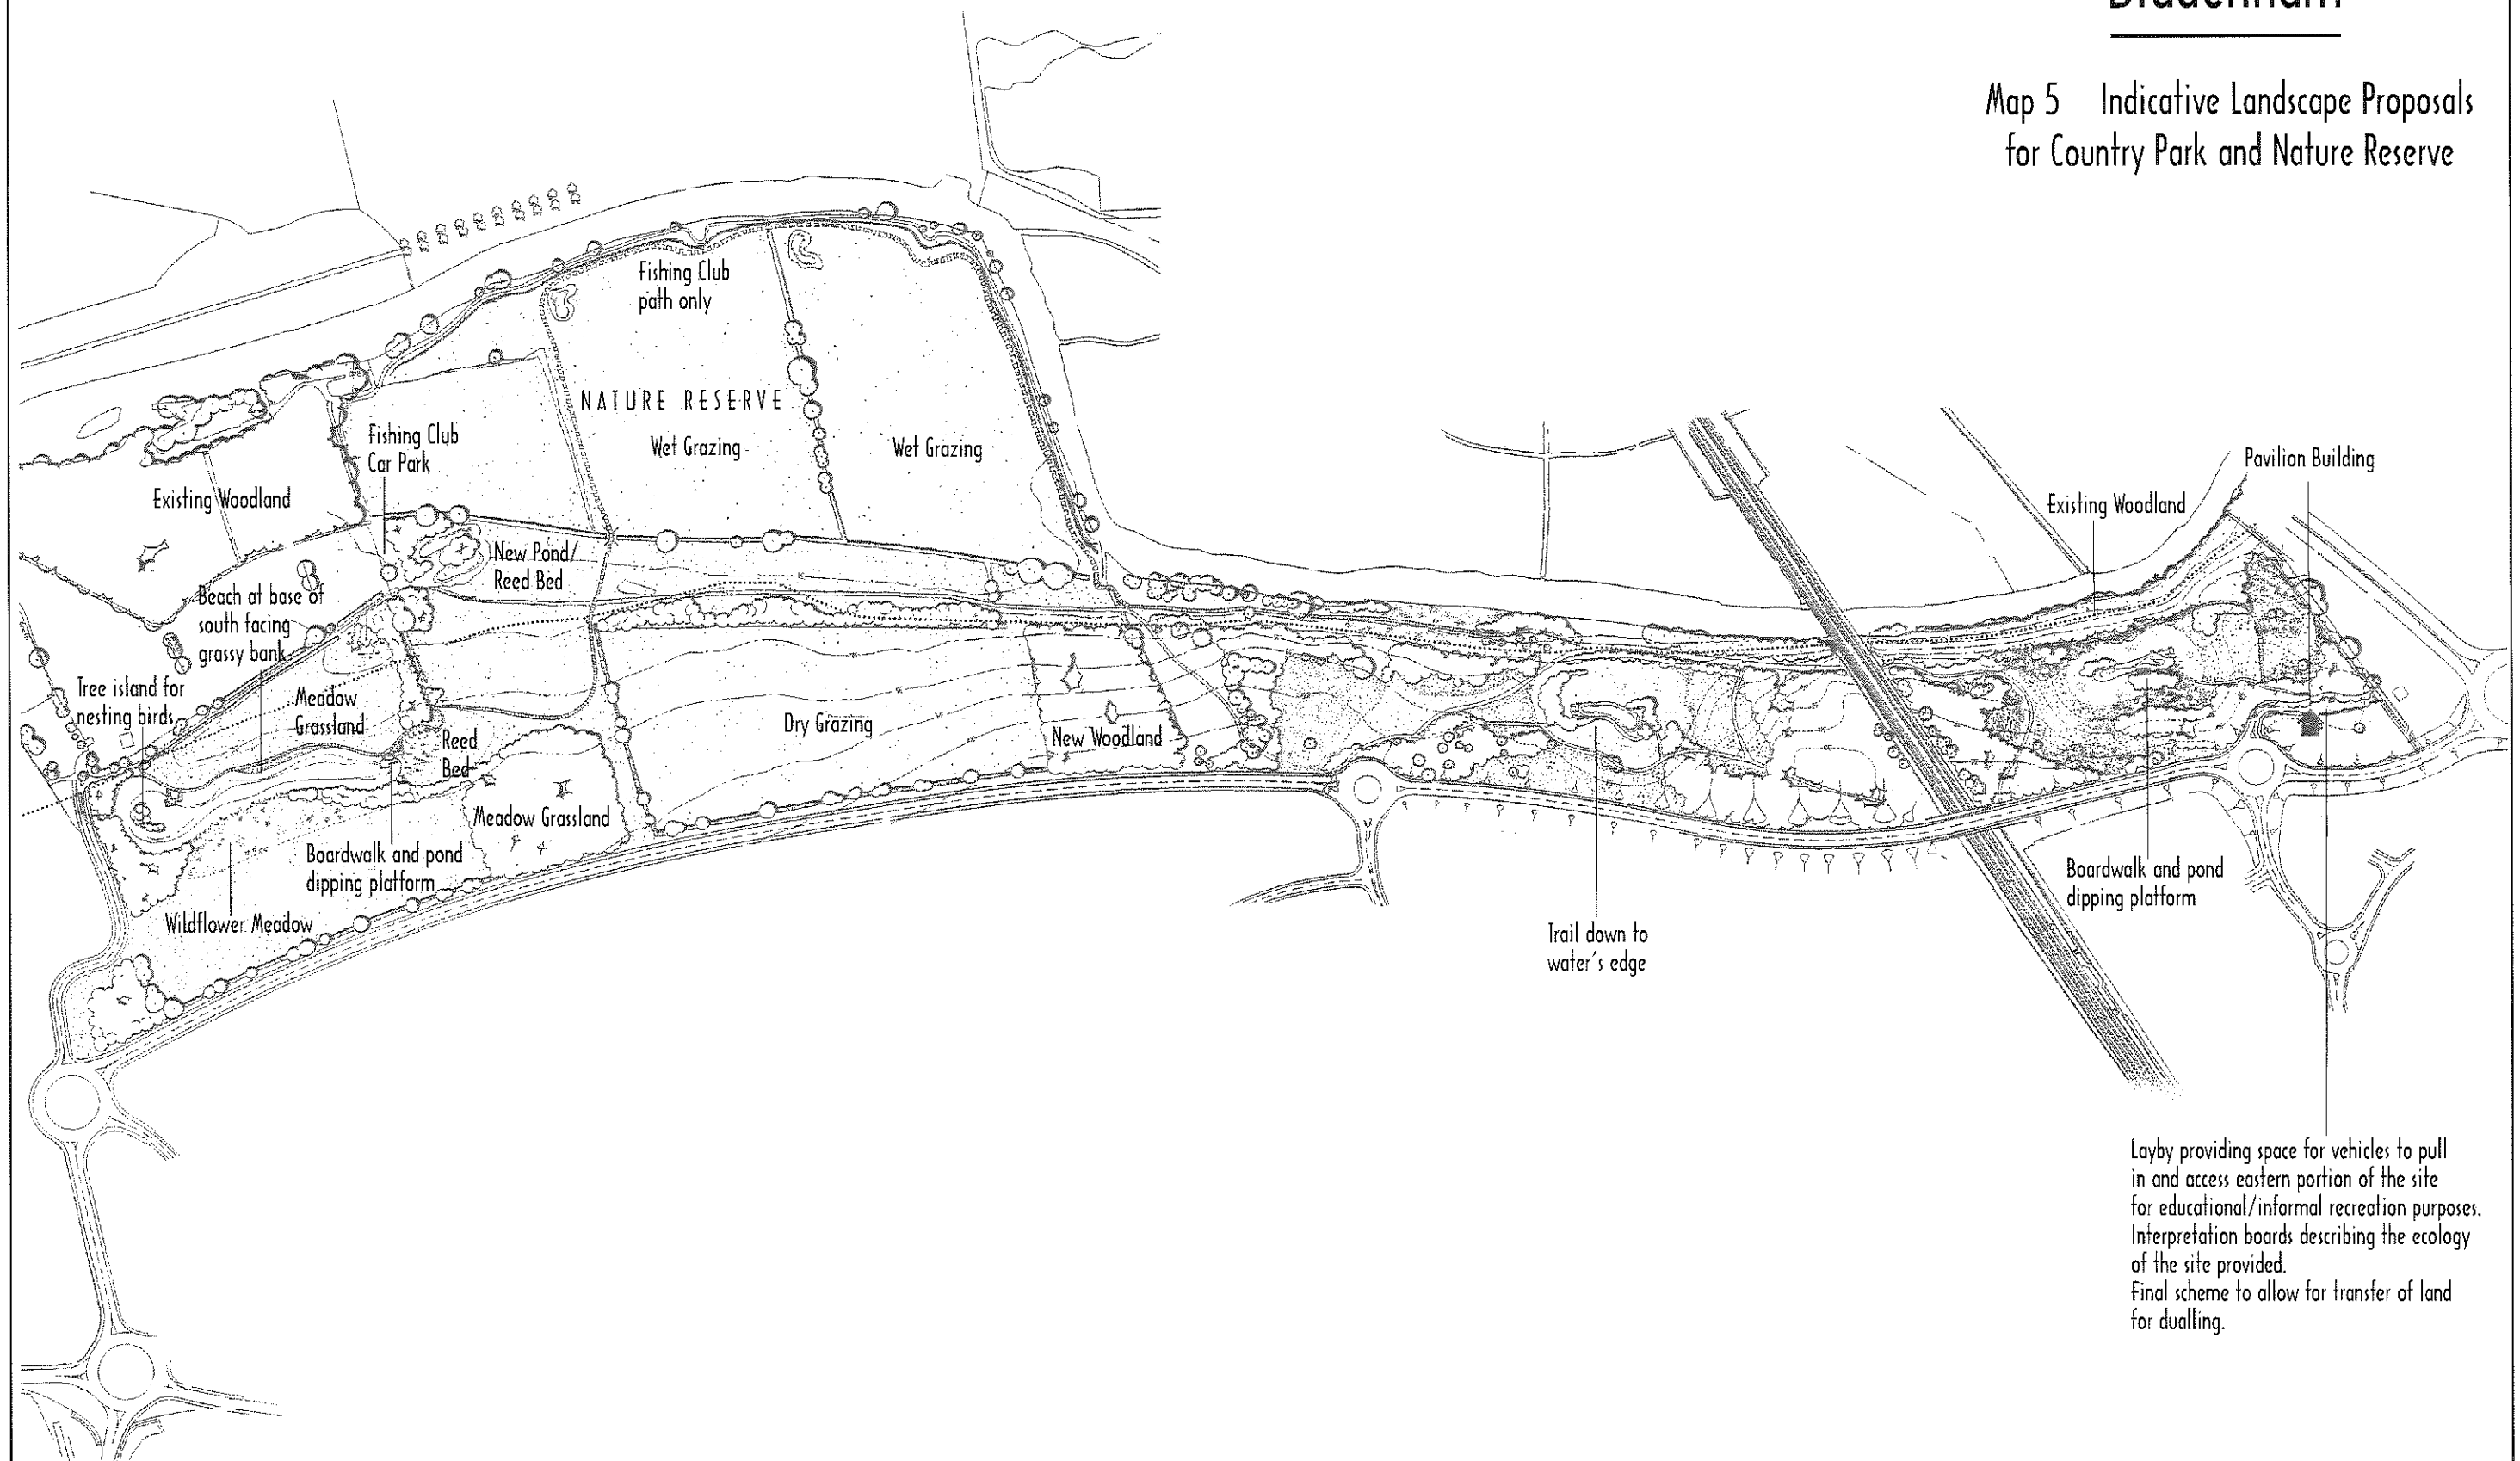 Biddenham
Map 5 Indicative Landscape Proposals
for Country Park and Nature Reserve
Fishing Club
path only
NATURE RESERVE
Wet Grazing
Wet Grazing
Fishing Club
Car Park
Existing Woodland
New Pond/
Reed Bed
Beach at base of
south facing
grassy bank
Tree island for
nesting birds
Meadow
Grassland
Reed
Bed
Meadow Grassland
Dry Grazing
New Woodland
Boardwalk and pond
dipping platform
Wildflower Meadow
Pavilion Building
Existing Woodland
Trail down to
water's edge
Boardwalk and pond
dipping platform
Layby providing space for vehicles to pull
in and access eastern portion of the site
for educational/informal recreation purposes.
Interpretation boards describing the ecology
of the site provided.
Final scheme to allow for transfer of land
for dualling.